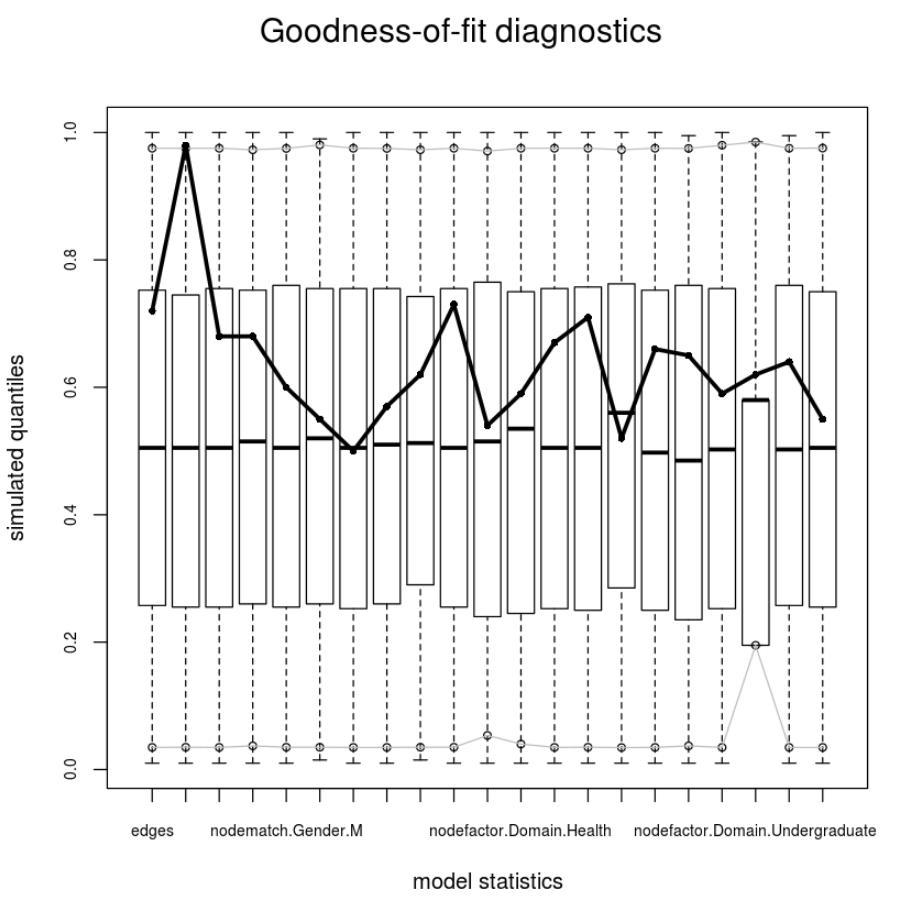 Goodness-of-fit diagnostics
1.0
0.8
0.6
0.4
0.2
0.0
simulated quantiles
edges nodematch.Gender.M nodefactor.Domain.Health nodefactor.Domain.Undergraduate
model statistics